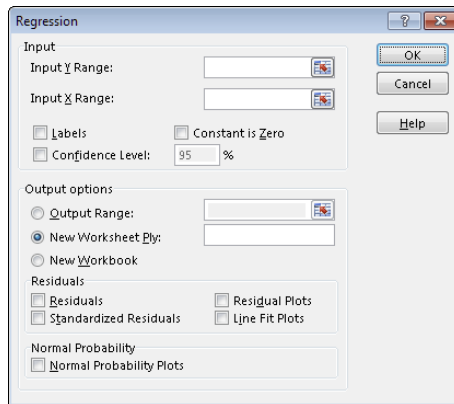 Regression
?
Input
Input Y Range:
Input X Range:
Labels
Constant is Zero
Confidence Level:
95
%
OK
Cancel
Help
Output options
Output Range:
New Worksheet Ply:
New Workbook
Residuals
Residuals
Residual Plots
Standardized Residuals
Line Fit Plots
Normal Probability
Normal Probability Plots